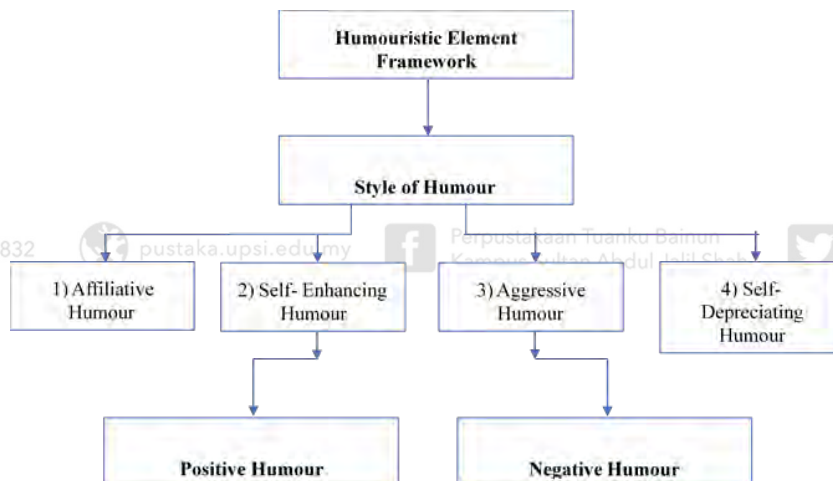 Humouristic Element
Framework
Style of Humour
832
pustaka.upsi.edu.my
Perpustakaan Tuanku Bainun
Kampus Sultan Abdul Jalil Shah
1) Affiliative
Humour
2) Self- Enhancing
Humour
3) Aggressive
Humour
4) Self-
Depreciating
Humour
Positive Humour
Negative Humour